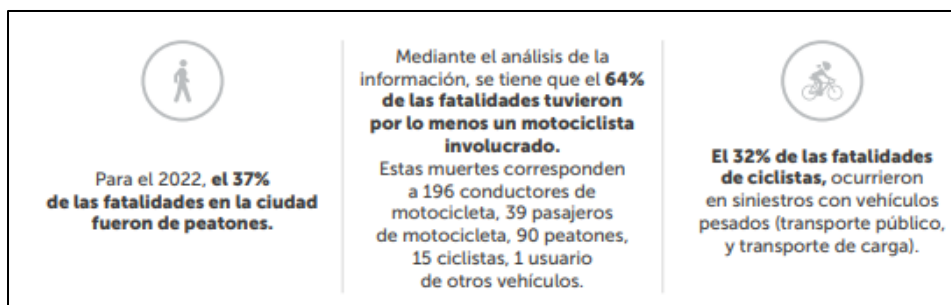 Para el 2022, el 37%
de las fatalidades en la ciudad
fueron de peatones.
Mediante el análisis de la
información, se tiene que el 64%
de las fatalidades tuvieron
por lo menos un motociclista
involucrado.
Estas muertes corresponden
a 196 conductores de
motocicleta, 39 pasajeros
de motocicleta, 90 peatones,
15 ciclistas, 1 usuario
de otros vehículos.
El 32% de las fatalidades
de ciclistas, ocurrieron
en siniestros con vehículos
pesados (transporte público,
y transporte de carga).